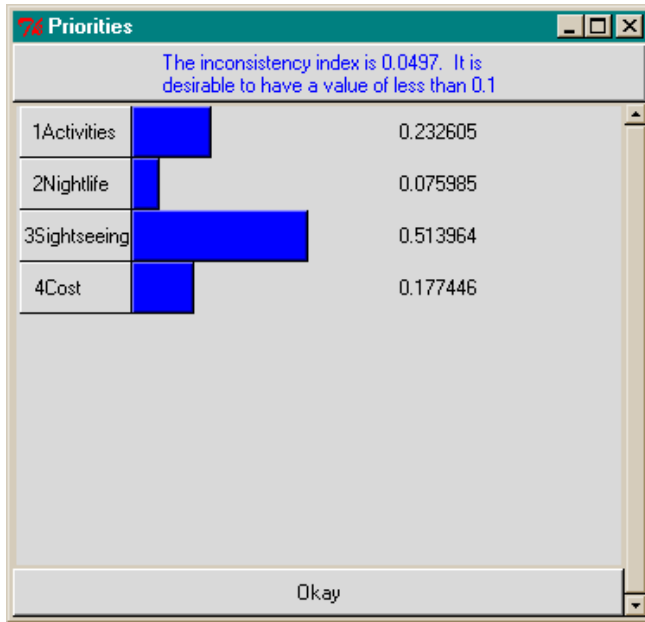 Priorities
The inconsistency index is 0.0497. It is
desirable to have a value of less than 0.1
1Activities 0.232605
2Nightlife 0.075985
3Sightseeing 0.513964
4Cost 0.177446
Okay